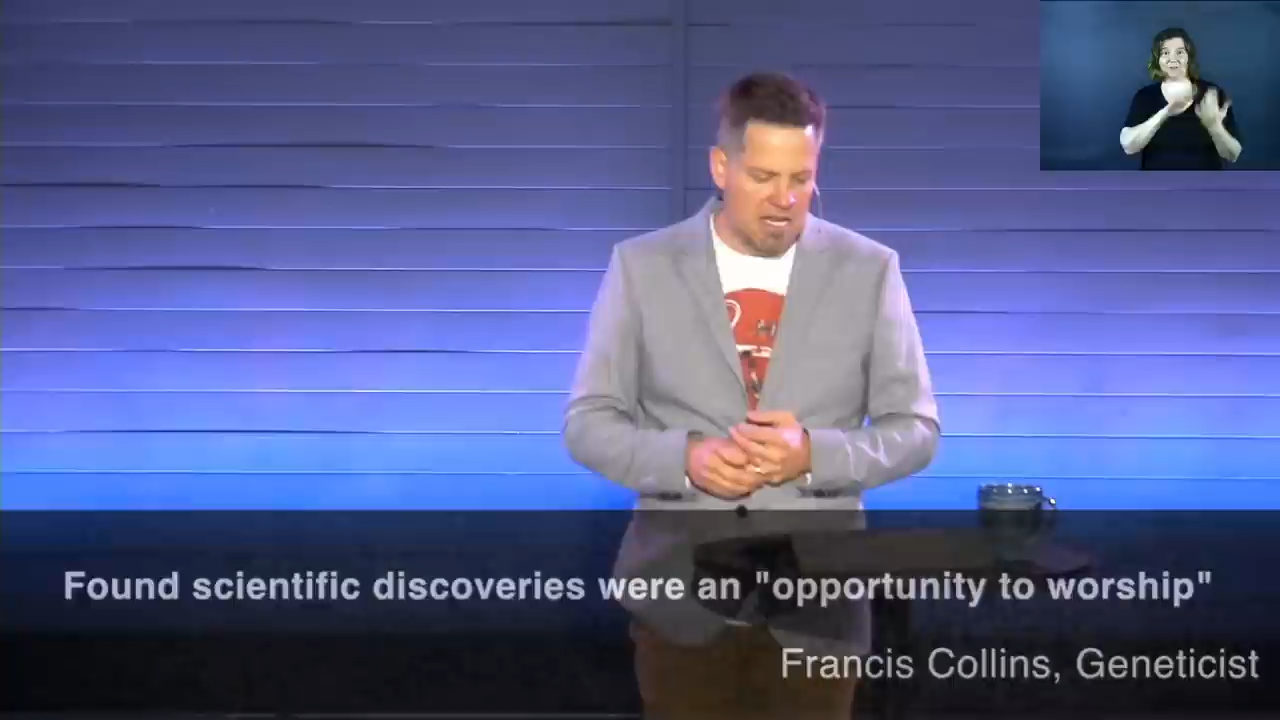 Found scientific discoveries were an "opportunity to worship"
Francis Collins, Geneticist